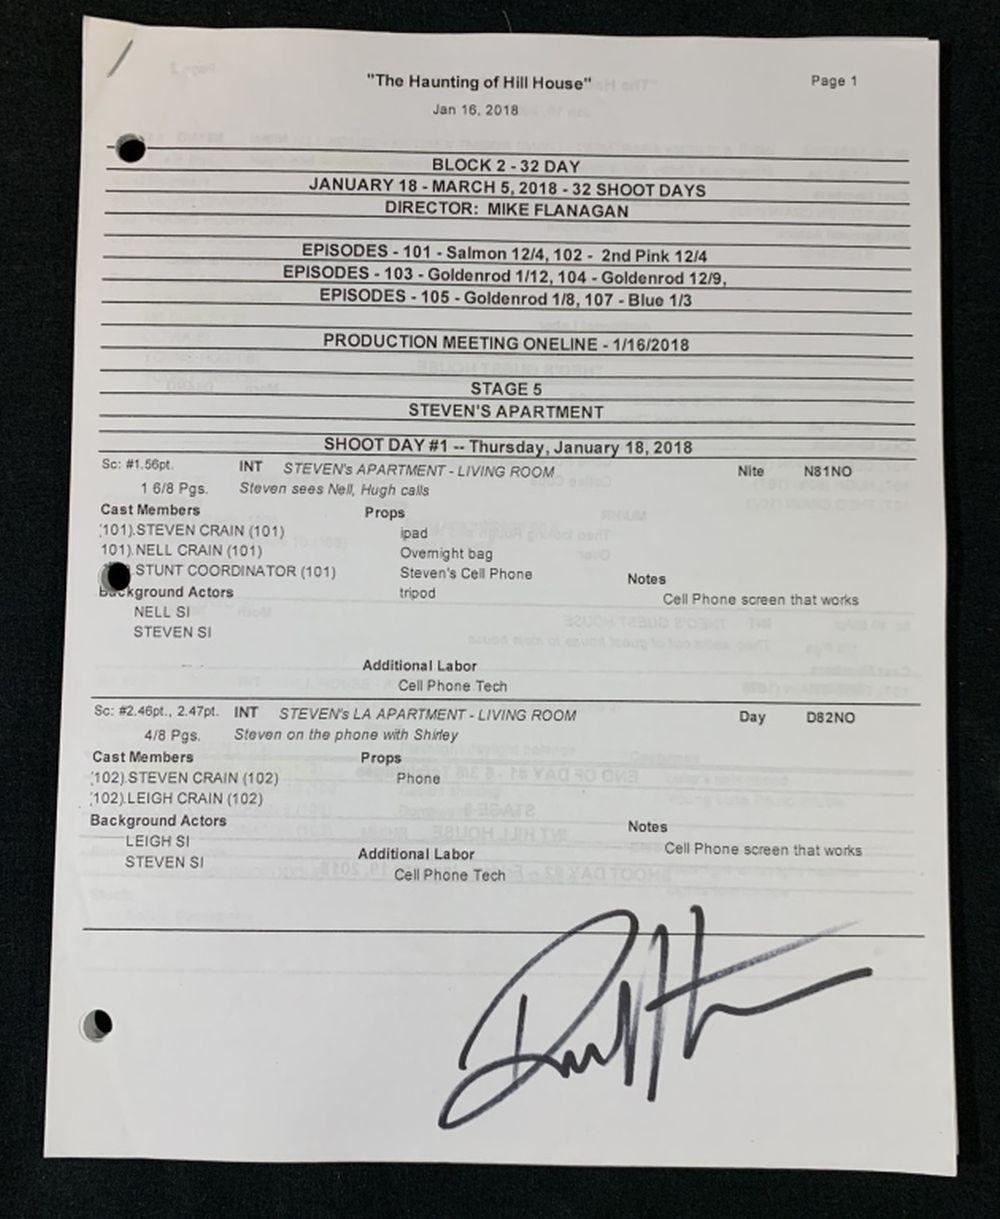 "The Haunting of Hill House"
Page 1
Jan 16, 2018
BLOCK 2 - 32 DAY
JANUARY 18 - MARCH 5, 2018 - 32 SHOOT DAYS
DIRECTOR: MIKE FLANAGAN
EPISODES - 101 - Salmon 12/4, 102 - 2nd Pink 12/4
EPISODES - 103 - Goldenrod 1/12, 104 - Goldenrod 12/9,
EPISODES - 105 - Goldenrod 1/8, 107 - Blue 1/3
PRODUCTION MEETING ONELINE - 1/16/2018
STAGE 5
STEVEN'S APARTMENT
SHOOT DAY #1 -- Thursday, January 18, 2018
Sc: #1.56pt. INT STEVEN's APARTMENT - LIVING ROOM Nite N81NO
1 6/8 Pgs. Steven sees Nell, Hugh calls
Cast Members Props
(101).STEVEN CRAIN (101) ipad
101).NELL CRAIN (101) Overnight bag
.STUNT COORDINATOR (101) Steven's Cell Phone Notes
Background Actors tripod Cell Phone screen that works
NELL SI
STEVEN SI
Additional Labor
Cell Phone Tech
Sc: #2.46pt., 2.47pt. INT STEVEN's LA APARTMENT - LIVING ROOM Day D82NO
4/8 Pgs. Steven on the phone with Shirley
Cast Members Props
(102).STEVEN CRAIN (102) Phone
(102).LEIGH CRAIN (102)
Background Actors Notes
LEIGH SI Cell Phone screen that works
STEVEN SI Additional Labor
Cell Phone Tech